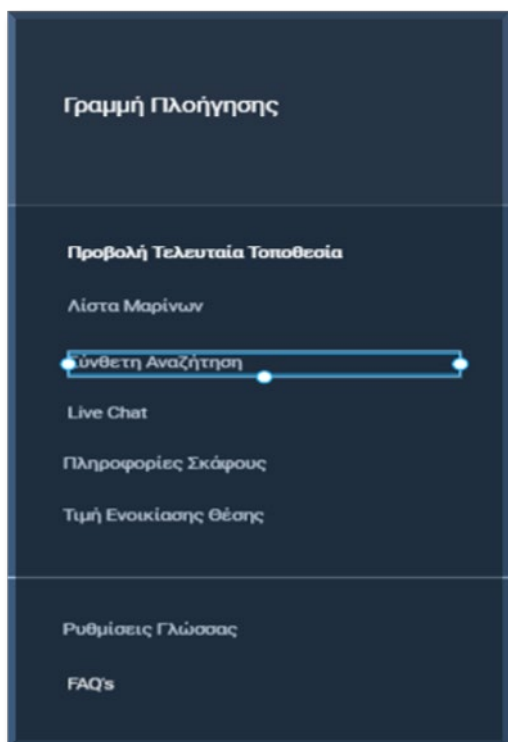 Γραμμή Πλοήγησης
Προβολή Τελευταία Τοποθεσία
Λίστα Μαρίνων
Σύνθετη Αναζήτηση
Live Chat
Πληροφορίες Σκάφους
Τιμή Ενοικίασης Θέσης
Ρυθμίσεις Γλώσσας
FAQ's